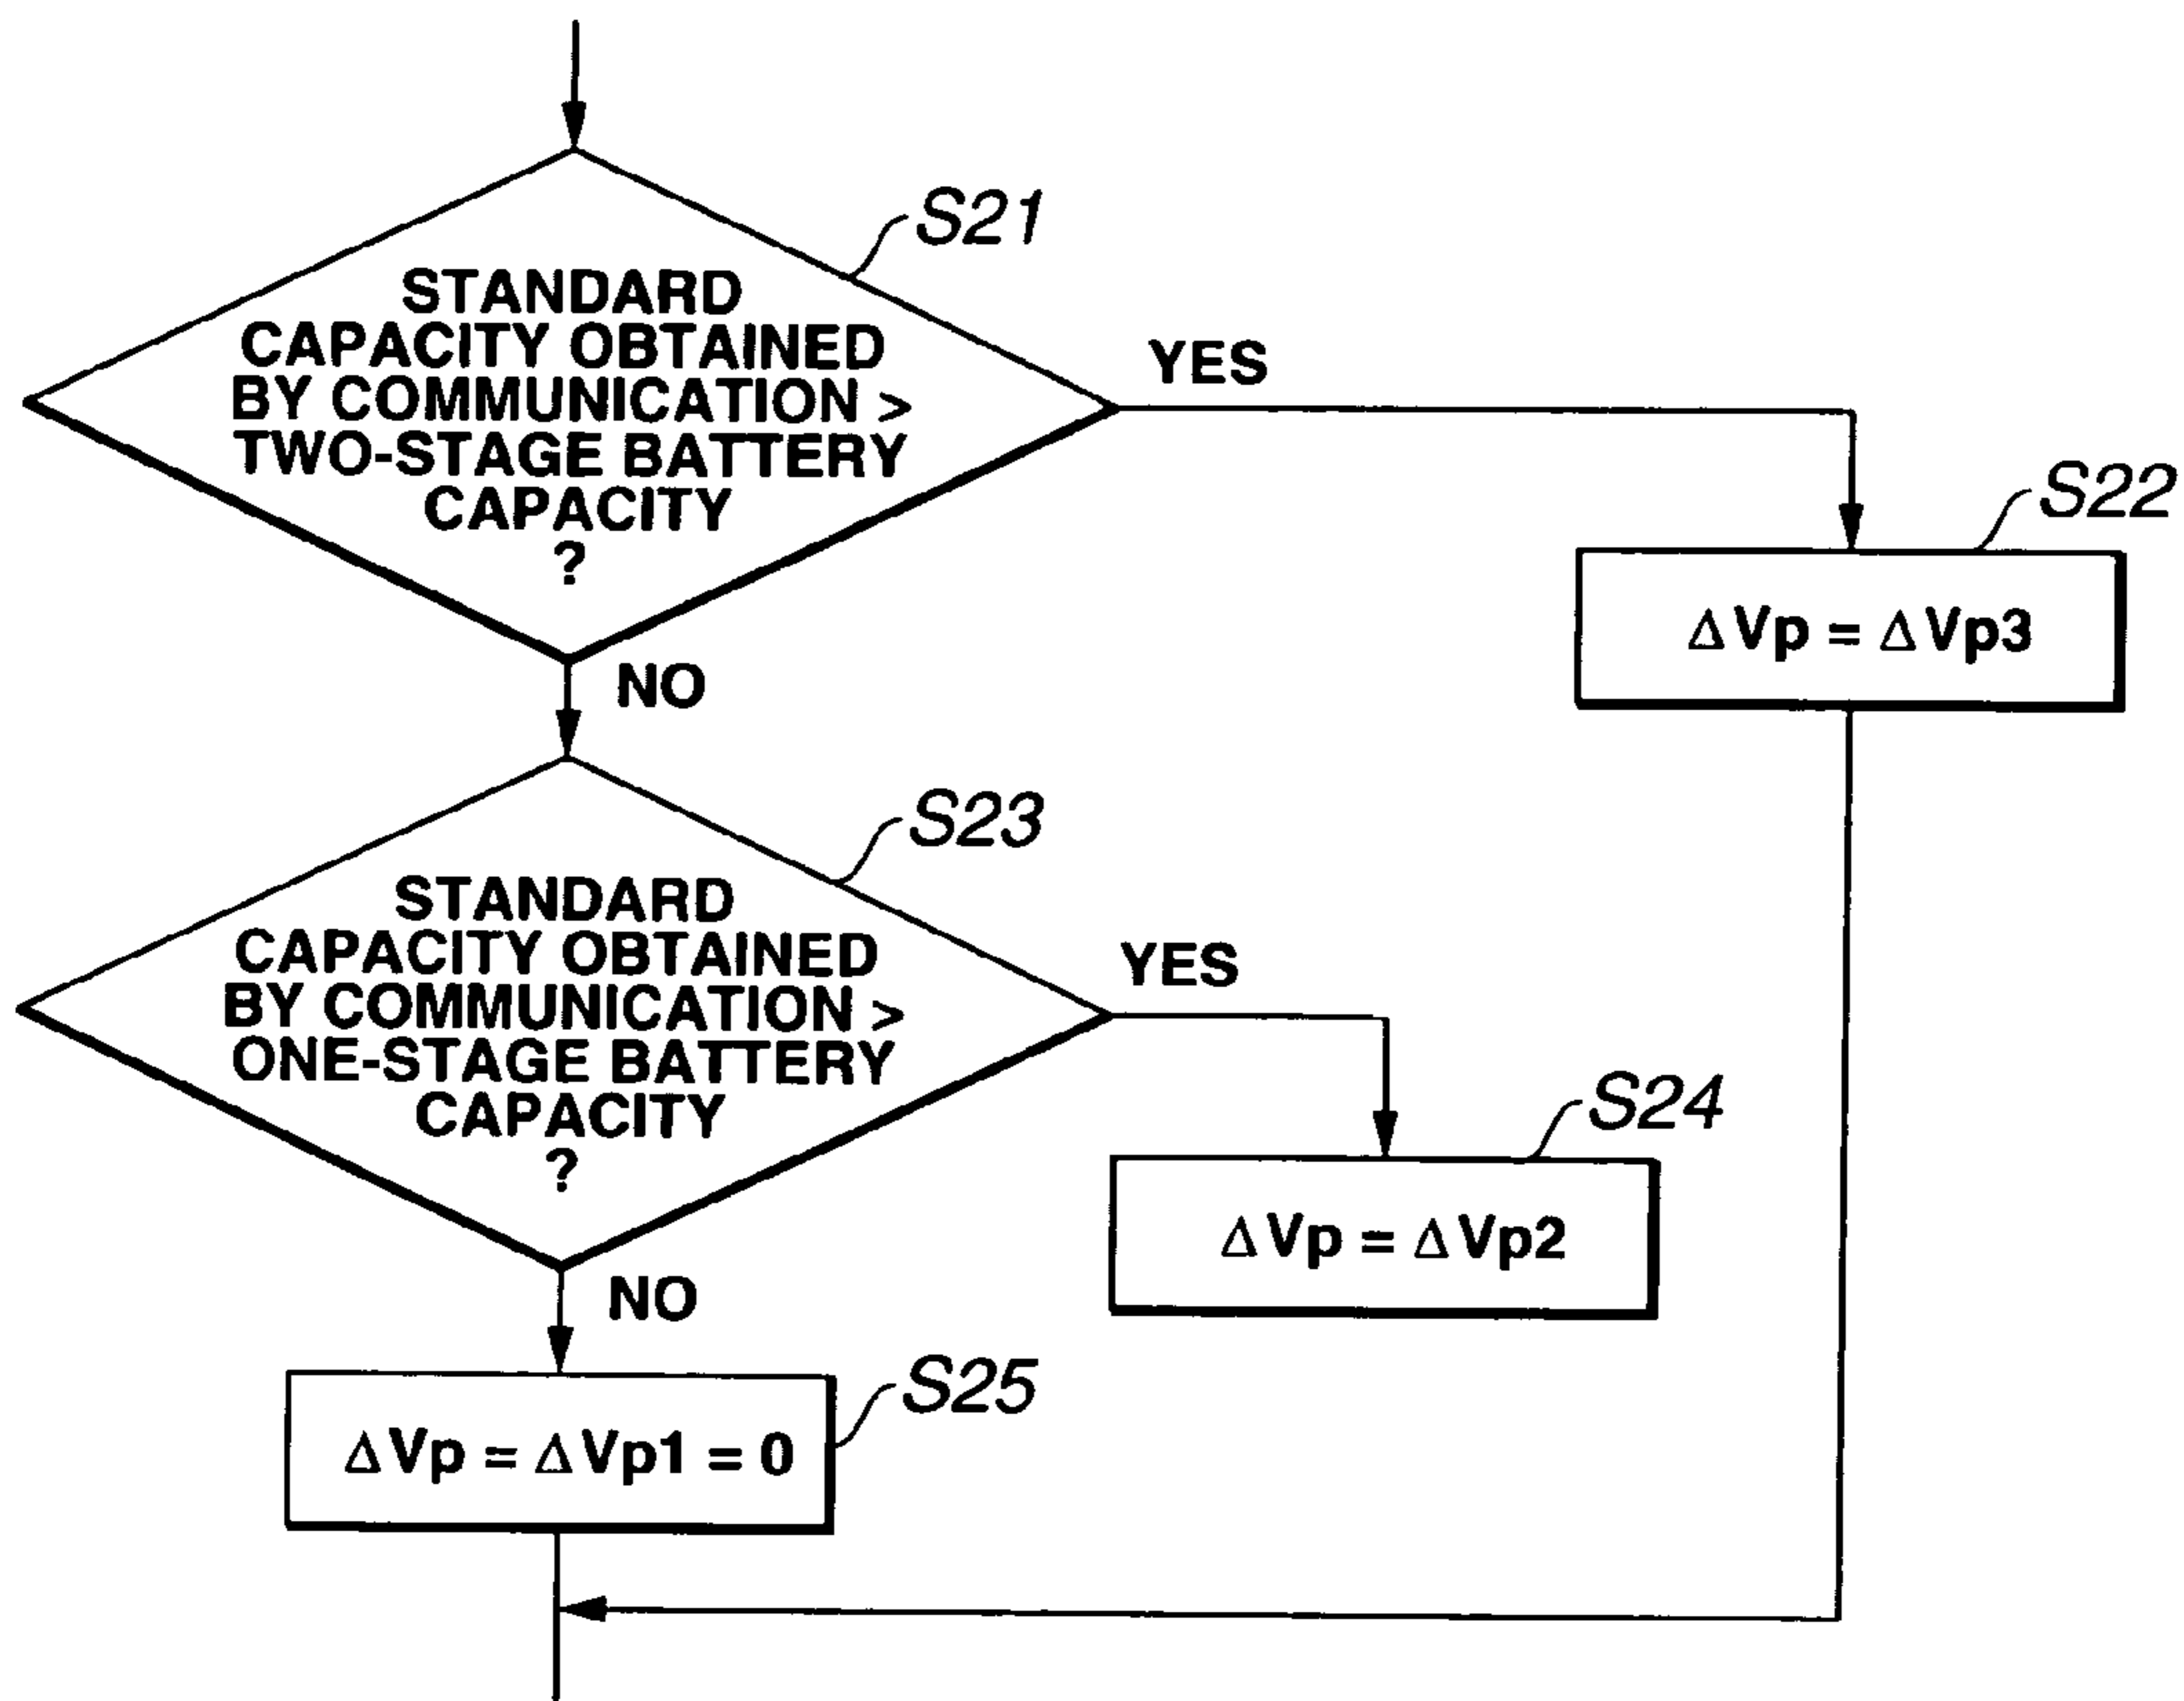 S21
STANDARD
CAPACITY OBTAINED
BY COMMUNICATION >
TWO-STAGE BATTERY
CAPACITY
?
YES
NO
S22
ΔVp = ΔVp3
S23
STANDARD
CAPACITY OBTAINED
BY COMMUNICATION >
ONE-STAGE BATTERY
CAPACITY
?
YES
NO
S24
ΔVp = ΔVp2
S25
ΔVp = ΔVp1 = 0